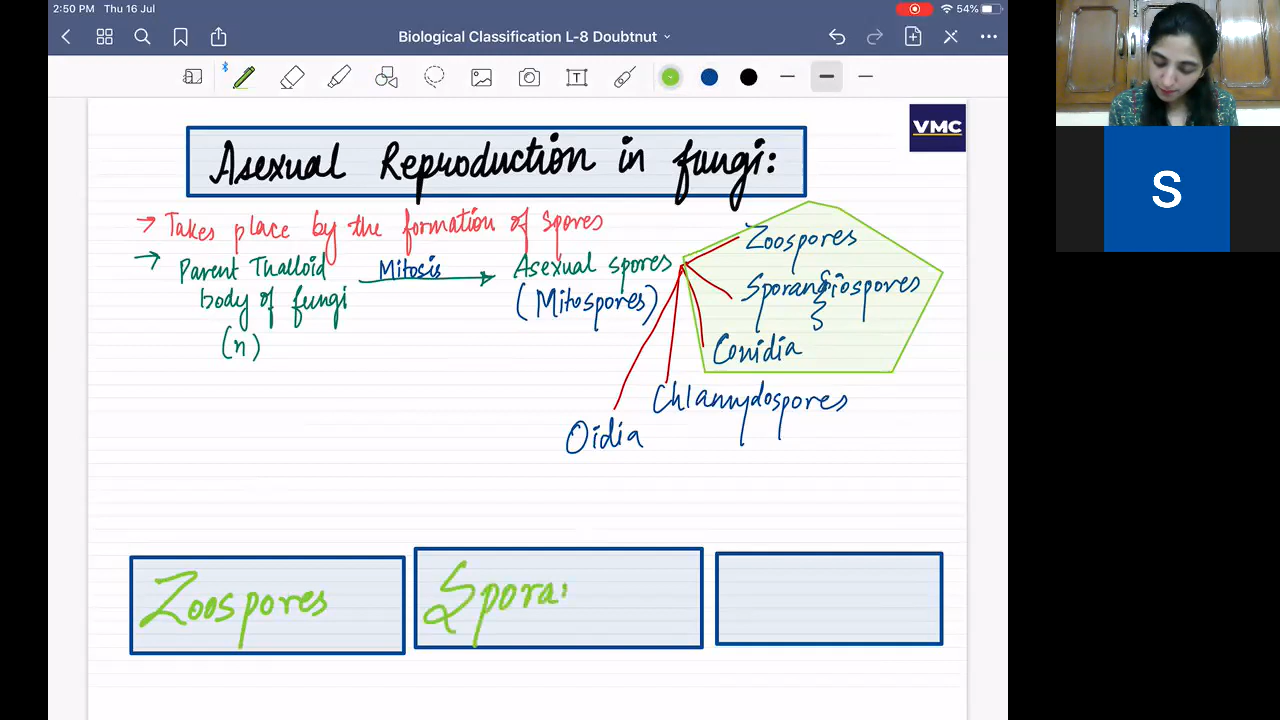 2:50 PM Thu 16 Jul
54%
Biological Classification L-8 Doubtnut
T
VMC
Asexual Reproduction in fungi:
→ Takes place by the formation of Spores
→ Parent Thalloid body of fungi (n)
Mitosis
Asexual spores
(Mitospores)
Zoospores
Sporangiospores
Conidia
Chlamydospores
Oidia
Zoospores
Spora
S